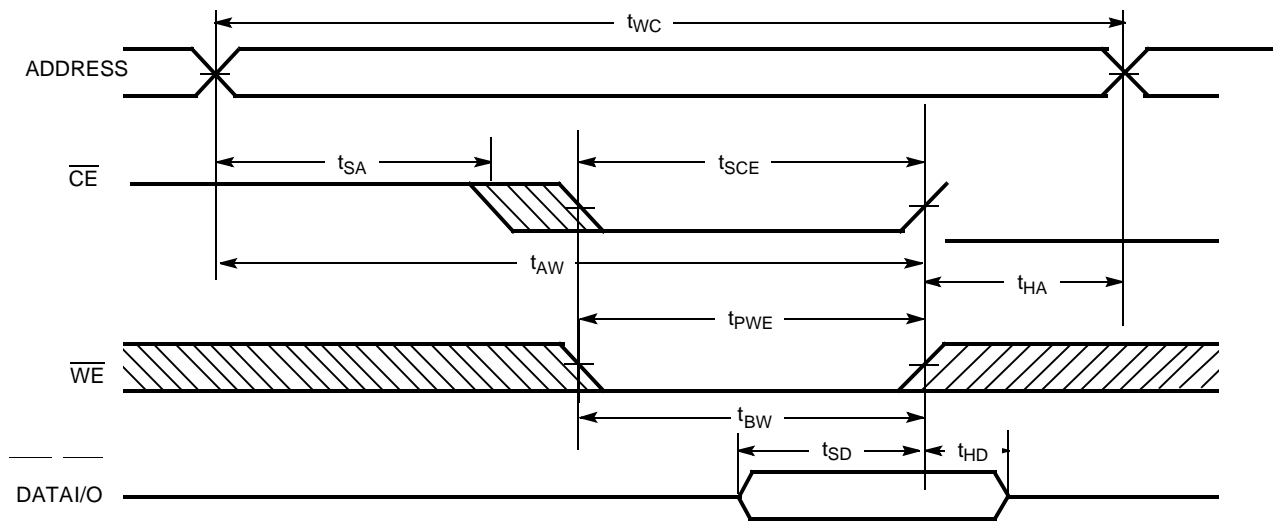 tWC
ADDRESS
tSA
tSCE
CE
tAW
tHA
tPWE
WE
tBW
tSD
tHD
DATAI/O